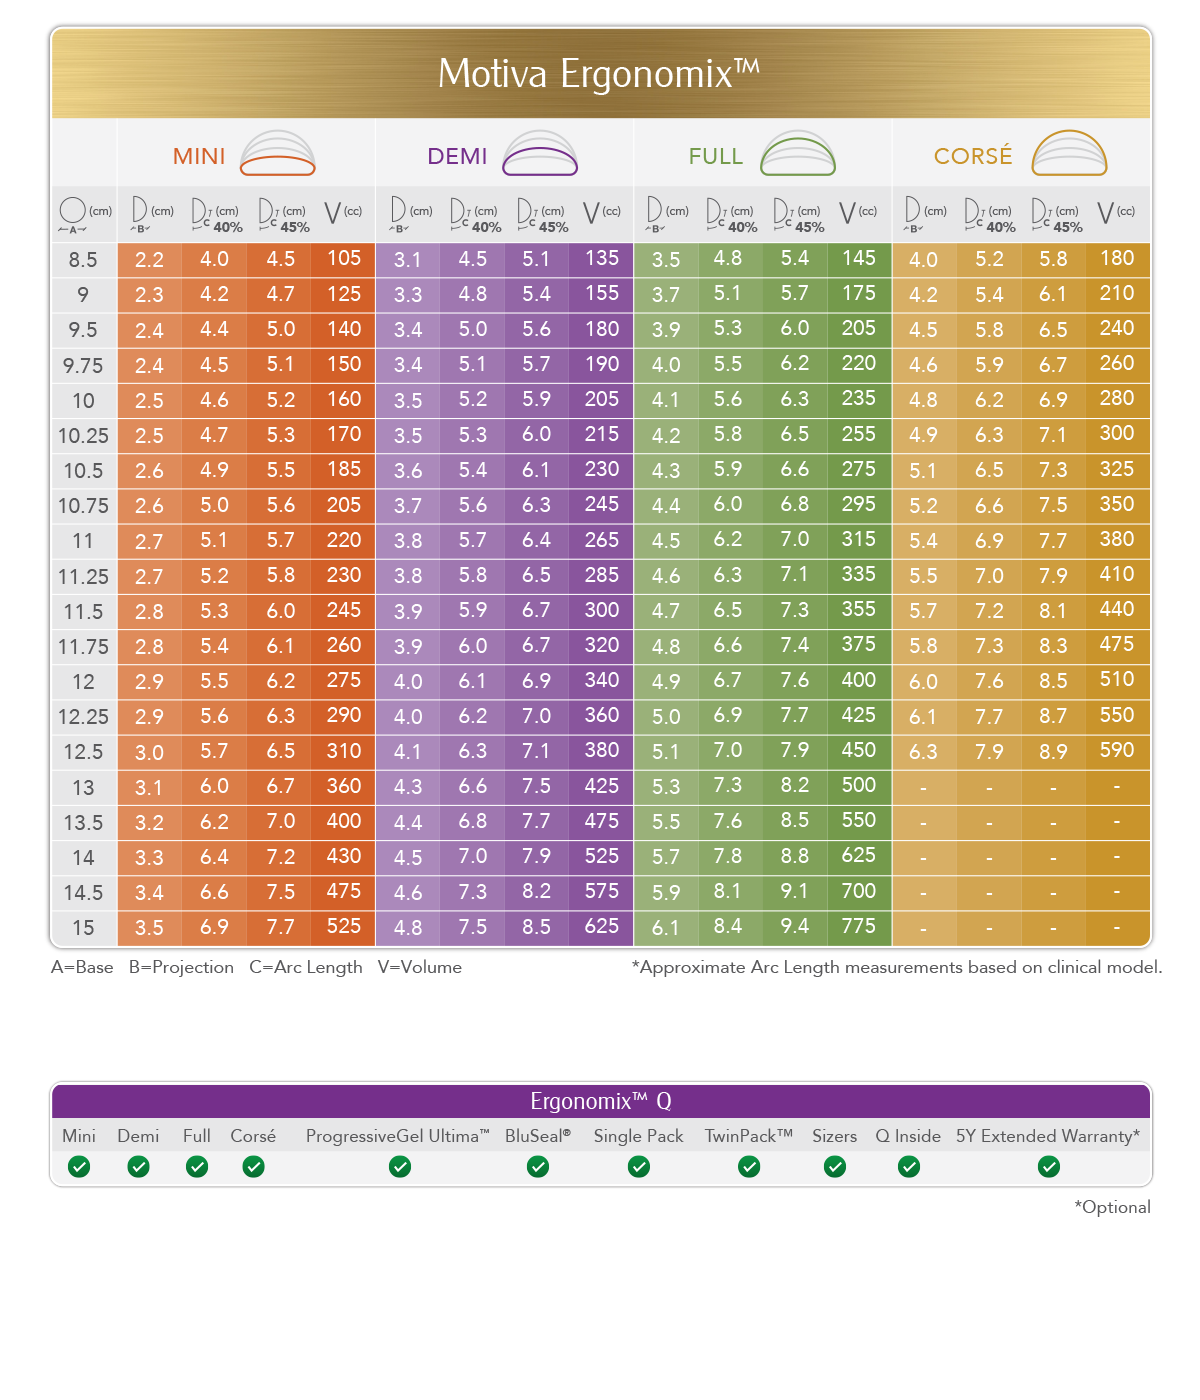 Motiva Ergonomix™
MINI DEMI FULL CORSÉ
(cm) A (cm) B T (cm) C 40% T (cm) C 45% V (cc) (cm) B T (cm) C 40% T (cm) C 45% V (cc) (cm) B T (cm) C 40% T (cm) C 45% V (cc) (cm) B T (cm) C 40% T (cm) C 45% V (cc)
8.5 2.2 4.0 4.5 105 3.1 4.5 5.1 135 3.5 4.8 5.4 145 4.0 5.2 5.8 180
9 2.3 4.2 4.7 125 3.3 4.8 5.4 155 3.7 5.1 5.7 175 4.2 5.4 6.1 210
9.5 2.4 4.4 5.0 140 3.4 5.0 5.6 180 3.9 5.3 6.0 205 4.5 5.8 6.5 240
9.75 2.4 4.5 5.1 150 3.4 5.1 5.7 190 4.0 5.5 6.2 220 4.6 5.9 6.7 260
10 2.5 4.6 5.2 160 3.5 5.2 5.9 205 4.1 5.6 6.3 235 4.8 6.2 6.9 280
10.25 2.5 4.7 5.3 170 3.5 5.3 6.0 215 4.2 5.8 6.5 255 4.9 6.3 7.1 300
10.5 2.6 4.9 5.5 185 3.6 5.4 6.1 230 4.3 5.9 6.6 275 5.1 6.5 7.3 325
10.75 2.6 5.0 5.6 205 3.7 5.6 6.3 245 4.4 6.0 6.8 295 5.2 6.6 7.5 350
11 2.7 5.1 5.7 220 3.8 5.7 6.4 265 4.5 6.2 7.0 315 5.4 6.9 7.7 380
11.25 2.7 5.2 5.8 230 3.8 5.8 6.5 285 4.6 6.3 7.1 335 5.5 7.0 7.9 410
11.5 2.8 5.3 6.0 245 3.9 5.9 6.7 300 4.7 6.5 7.3 355 5.7 7.2 8.1 440
11.75 2.8 5.4 6.1 260 3.9 6.0 6.7 320 4.8 6.6 7.4 375 5.8 7.3 8.3 475
12 2.9 5.5 6.2 275 4.0 6.1 6.9 340 4.9 6.7 7.6 400 6.0 7.6 8.5 510
12.25 2.9 5.6 6.3 290 4.0 6.2 7.0 360 5.0 6.9 7.7 425 6.1 7.7 8.7 550
12.5 3.0 5.7 6.5 310 4.1 6.3 7.1 380 5.1 7.0 7.9 450 6.3 7.9 8.9 590
13 3.1 6.0 6.7 360 4.3 6.6 7.5 425 5.3 7.3 8.2 500 - - - -
13.5 3.2 6.2 7.0 400 4.4 6.8 7.7 475 5.5 7.6 8.5 550 - - - -
14 3.3 6.4 7.2 430 4.5 7.0 7.9 525 5.7 7.8 8.8 625 - - - -
14.5 3.4 6.6 7.5 475 4.6 7.3 8.2 575 5.9 8.1 9.1 700 - - - -
15 3.5 6.9 7.7 525 4.8 7.5 8.5 625 6.1 8.4 9.4 775 - - - -
A=Base B=Projection C=Arc Length V=Volume *Approximate Arc Length measurements based on clinical model.
Ergonomix™ Q
Mini Demi Full Corsé ProgressiveGel Ultima™ BluSeal® Single Pack TwinPack™ Sizers Q Inside 5Y Extended Warranty*
*Optional